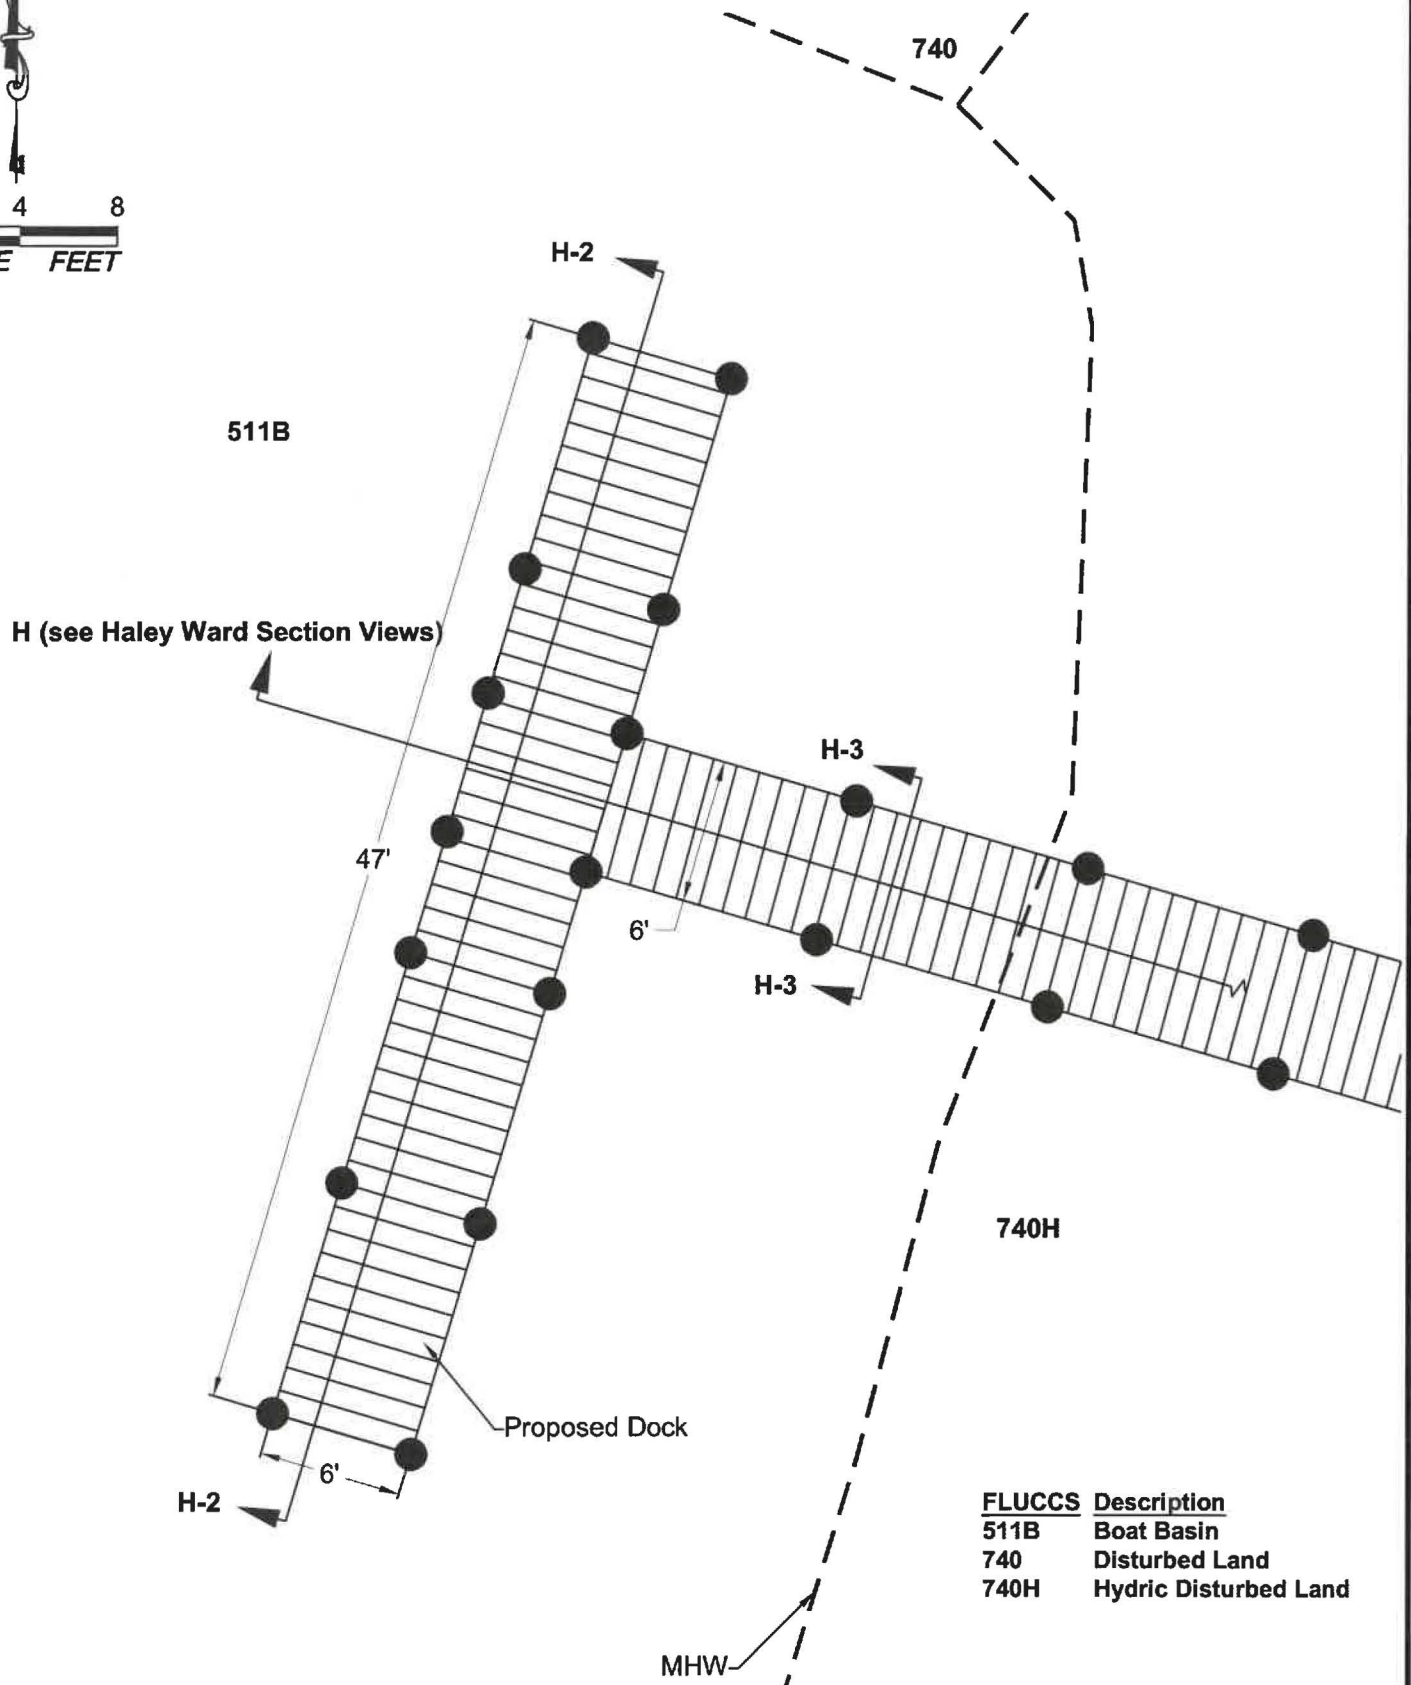 740
4 8
FEET
H-2
511B
H (see Haley Ward Section Views)
H-3
47'
6'
H-3
740H
Proposed Dock
6'
H-2
FLUCCS Description
511B Boat Basin
740 Disturbed Land
740H Hydric Disturbed Land
MHW